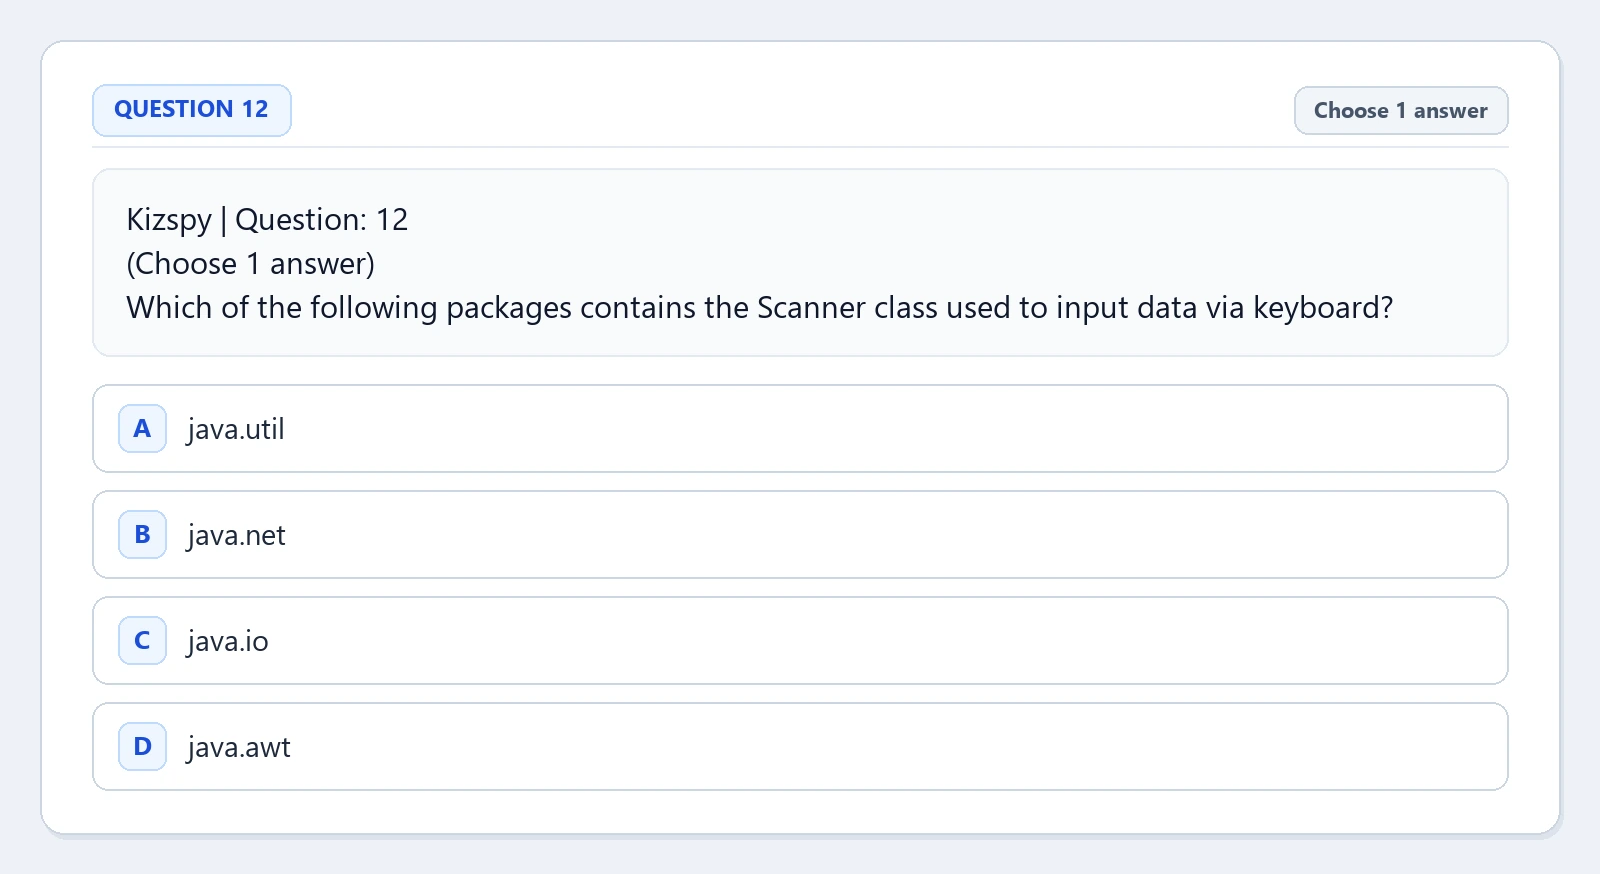 QUESTION 12
Choose 1 answer
Kizspy | Question: 12
(Choose 1 answer)
Which of the following packages contains the Scanner class used to input data via keyboard?
A java.util
B java.net
C java.io
D java.awt